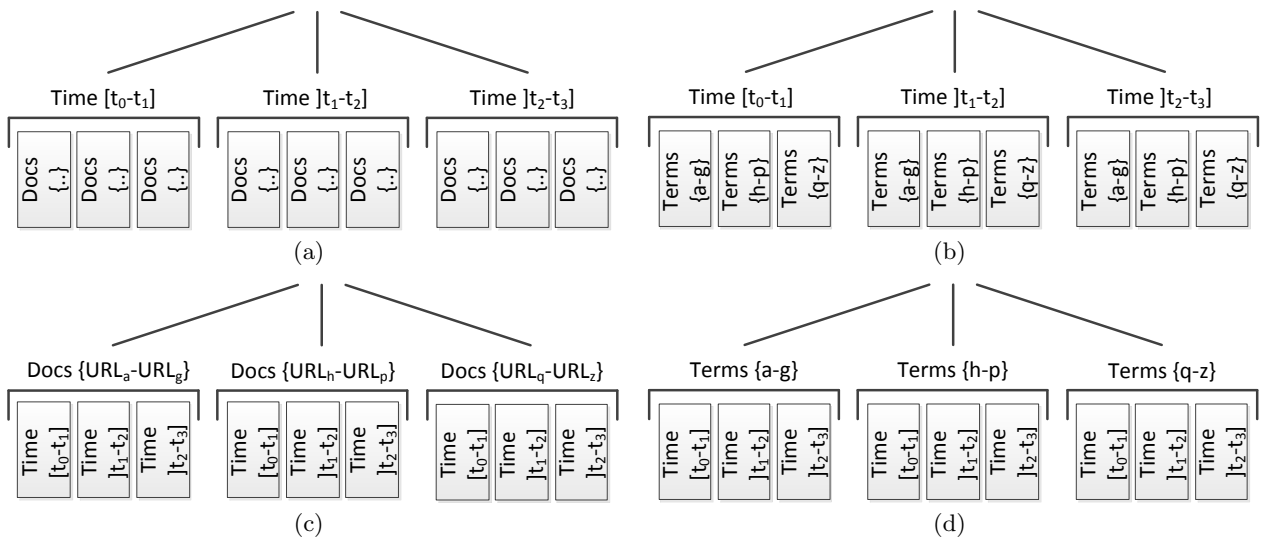 Time [t₀-t₁] Time ]t₁-t₂] Time ]t₂-t₃]
Docs {..} Docs {..} Docs {..} Docs {..} Docs {..} Docs {..} Docs {..} Docs {..} Docs {..}
(a)
Time [t₀-t₁] Time ]t₁-t₂] Time ]t₂-t₃]
Terms {a-g} Terms {h-p} Terms {q-z} Terms {a-g} Terms {h-p} Terms {q-z} Terms {a-g} Terms {h-p} Terms {q-z}
(b)
Docs {URLₐ-URL_g} Docs {URLₕ-URLₚ} Docs {URL_q-URL_z}
Time [t₀-t₁] Time ]t₁-t₂] Time ]t₂-t₃] Time [t₀-t₁] Time ]t₁-t₂] Time ]t₂-t₃] Time [t₀-t₁] Time ]t₁-t₂] Time ]t₂-t₃]
(c)
Terms {a-g} Terms {h-p} Terms {q-z}
Time [t₀-t₁] Time ]t₁-t₂] Time ]t₂-t₃] Time [t₀-t₁] Time ]t₁-t₂] Time ]t₂-t₃] Time [t₀-t₁] Time ]t₁-t₂] Time ]t₂-t₃]
(d)